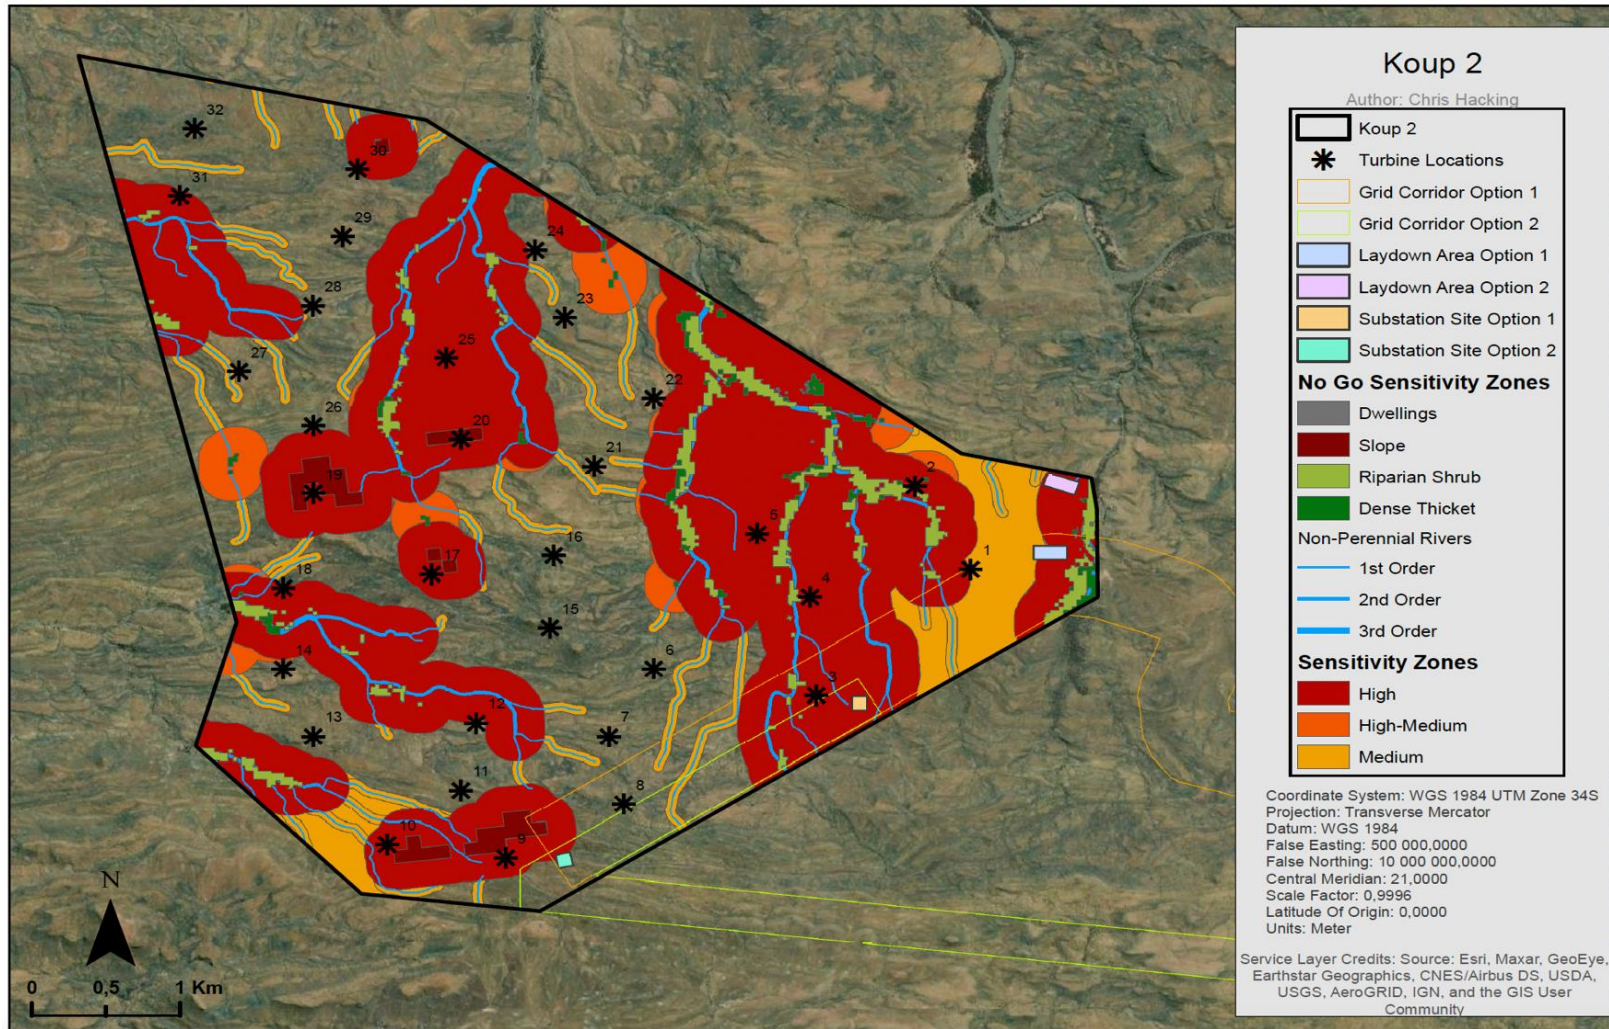 Koup 2
Author: Chris Hacking
Koup 2
Turbine Locations
Grid Corridor Option 1
Grid Corridor Option 2
Laydown Area Option 1
Laydown Area Option 2
Substation Site Option 1
Substation Site Option 2
No Go Sensitivity Zones
Dwellings
Slope
Riparian Shrub
Dense Thicket
Non-Perennial Rivers
1st Order
2nd Order
3rd Order
Sensitivity Zones
High
High-Medium
Medium
Coordinate System: WGS 1984 UTM Zone 34S
Projection: Transverse Mercator
Datum: WGS 1984
False Easting: 500 000,0000
False Northing: 10 000 000,0000
Central Meridian: 21,0000
Scale Factor: 0,9996
Latitude Of Origin: 0,0000
Units: Meter
Service Layer Credits: Source: Esri, Maxar, GeoEye,
Earthstar Geographics, CNES/Airbus DS, USDA,
USGS, AeroGRID, IGN, and the GIS User
Community
32
30
31
29
24
28
23
25
27
22
26
20
21
19
2
5
16
17
1
18
4
15
6
14
3
12
13
7
11
8
10
9
N
0 0,5 1 Km